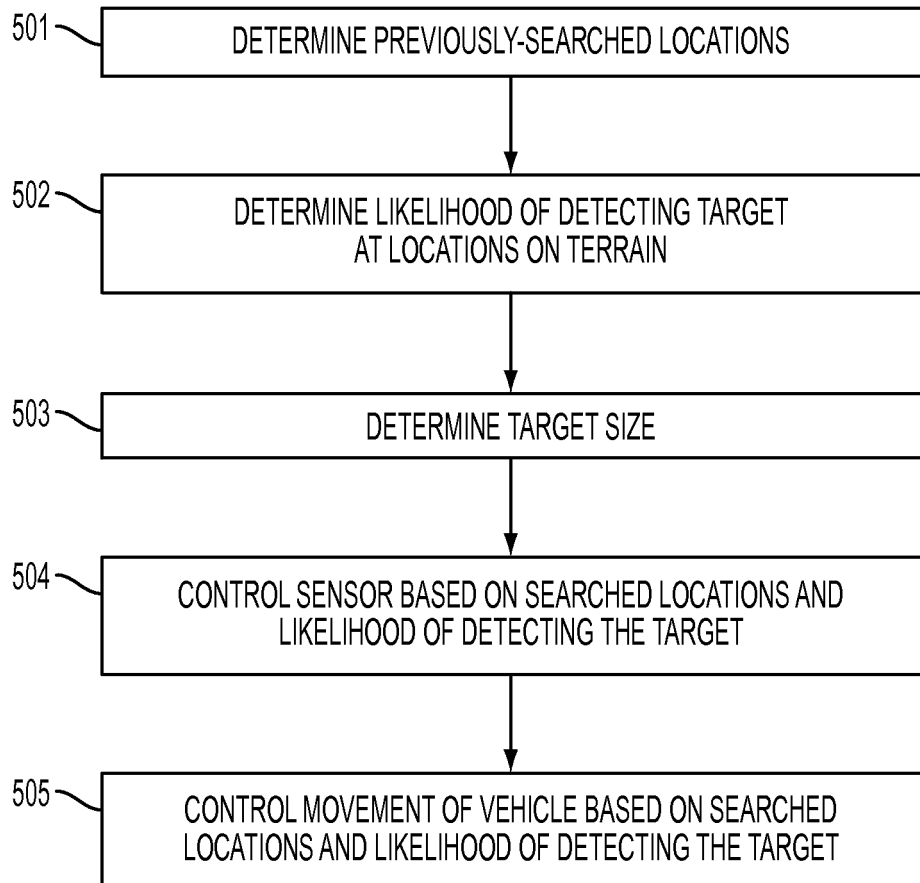 501
DETERMINE PREVIOUSLY-SEARCHED LOCATIONS
502
DETERMINE LIKELIHOOD OF DETECTING TARGET
AT LOCATIONS ON TERRAIN
503
DETERMINE TARGET SIZE
504
CONTROL SENSOR BASED ON SEARCHED LOCATIONS AND
LIKELIHOOD OF DETECTING THE TARGET
505
CONTROL MOVEMENT OF VEHICLE BASED ON SEARCHED
LOCATIONS AND LIKELIHOOD OF DETECTING THE TARGET